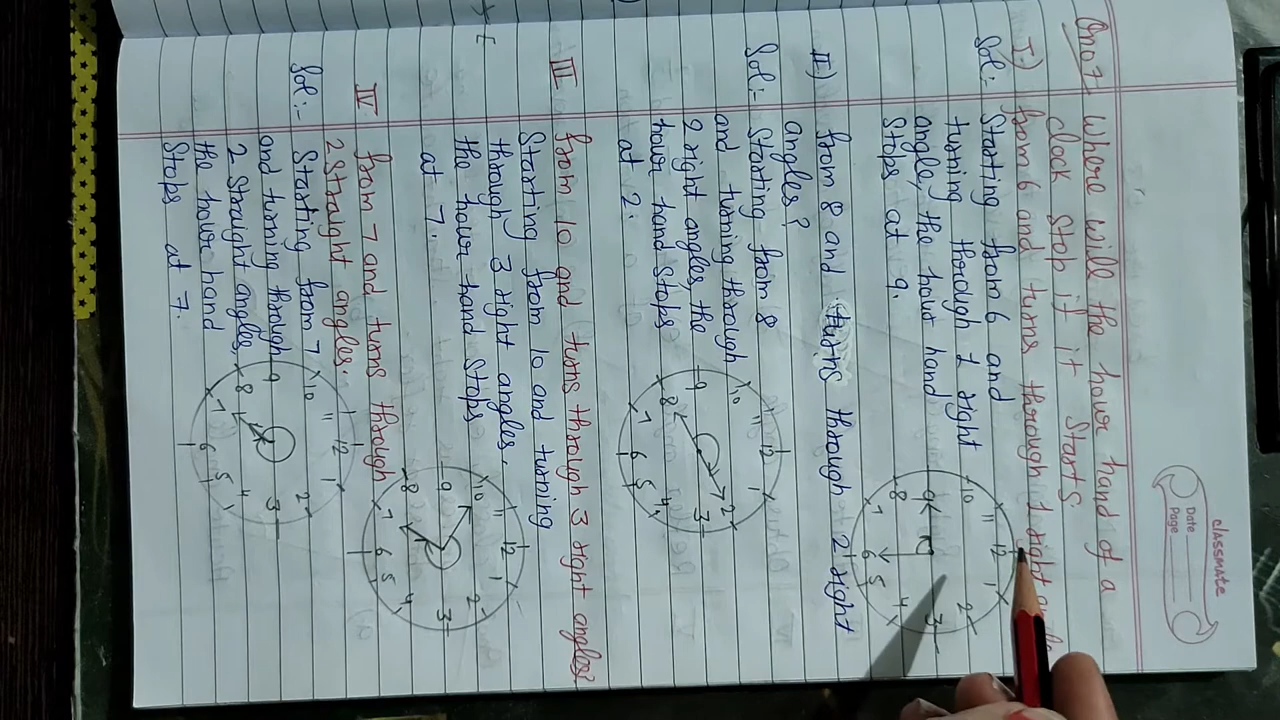 classmate
Date
Page
Qno 7. Where will the hour hand of a
clock stop if it starts.
I.) from 6 and turns through 1 right
Sol:- Starting from 6 and
turning through 1 right
angle, the hour hand
Stops at 9.
12
11
1
10
2
9
3
8
4
7
5
6
II) from 8 and turns through 2 right
angles?
Sol:- Starting from 8
and turning through
2 right angles, the
hour hand Stops
at 2.
12
11
1
10
2
9
3
8
4
7
5
6
III from 10 and turns through 3 right angles?
Starting from 10 and turning
through 3 right angles,
the hour hand Stops
at 7.
12
11
1
10
2
9
3
8
4
7
5
6
IV from 7 and turns through
2 straight angles.
Sol:- Starting from 7
and turning through
2 Straight angles,
the hour hand
Stops at 7.
12
11
1
10
2
9
3
8
4
7
5
6